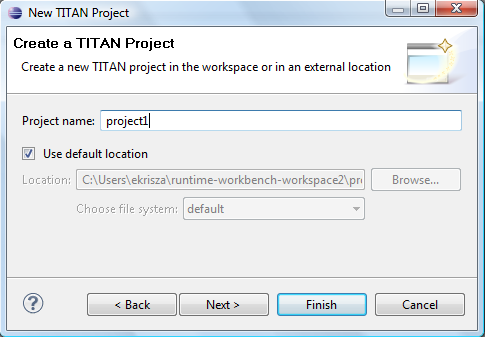 New TITAN Project
Create a TITAN Project
Create a new TITAN project in the workspace or in an external location
Project name: project1
Use default location
Location: C:\Users\ekrisza\runtime-workbench-workspace2\pr Browse...
Choose file system: default
? < Back Next > Finish Cancel